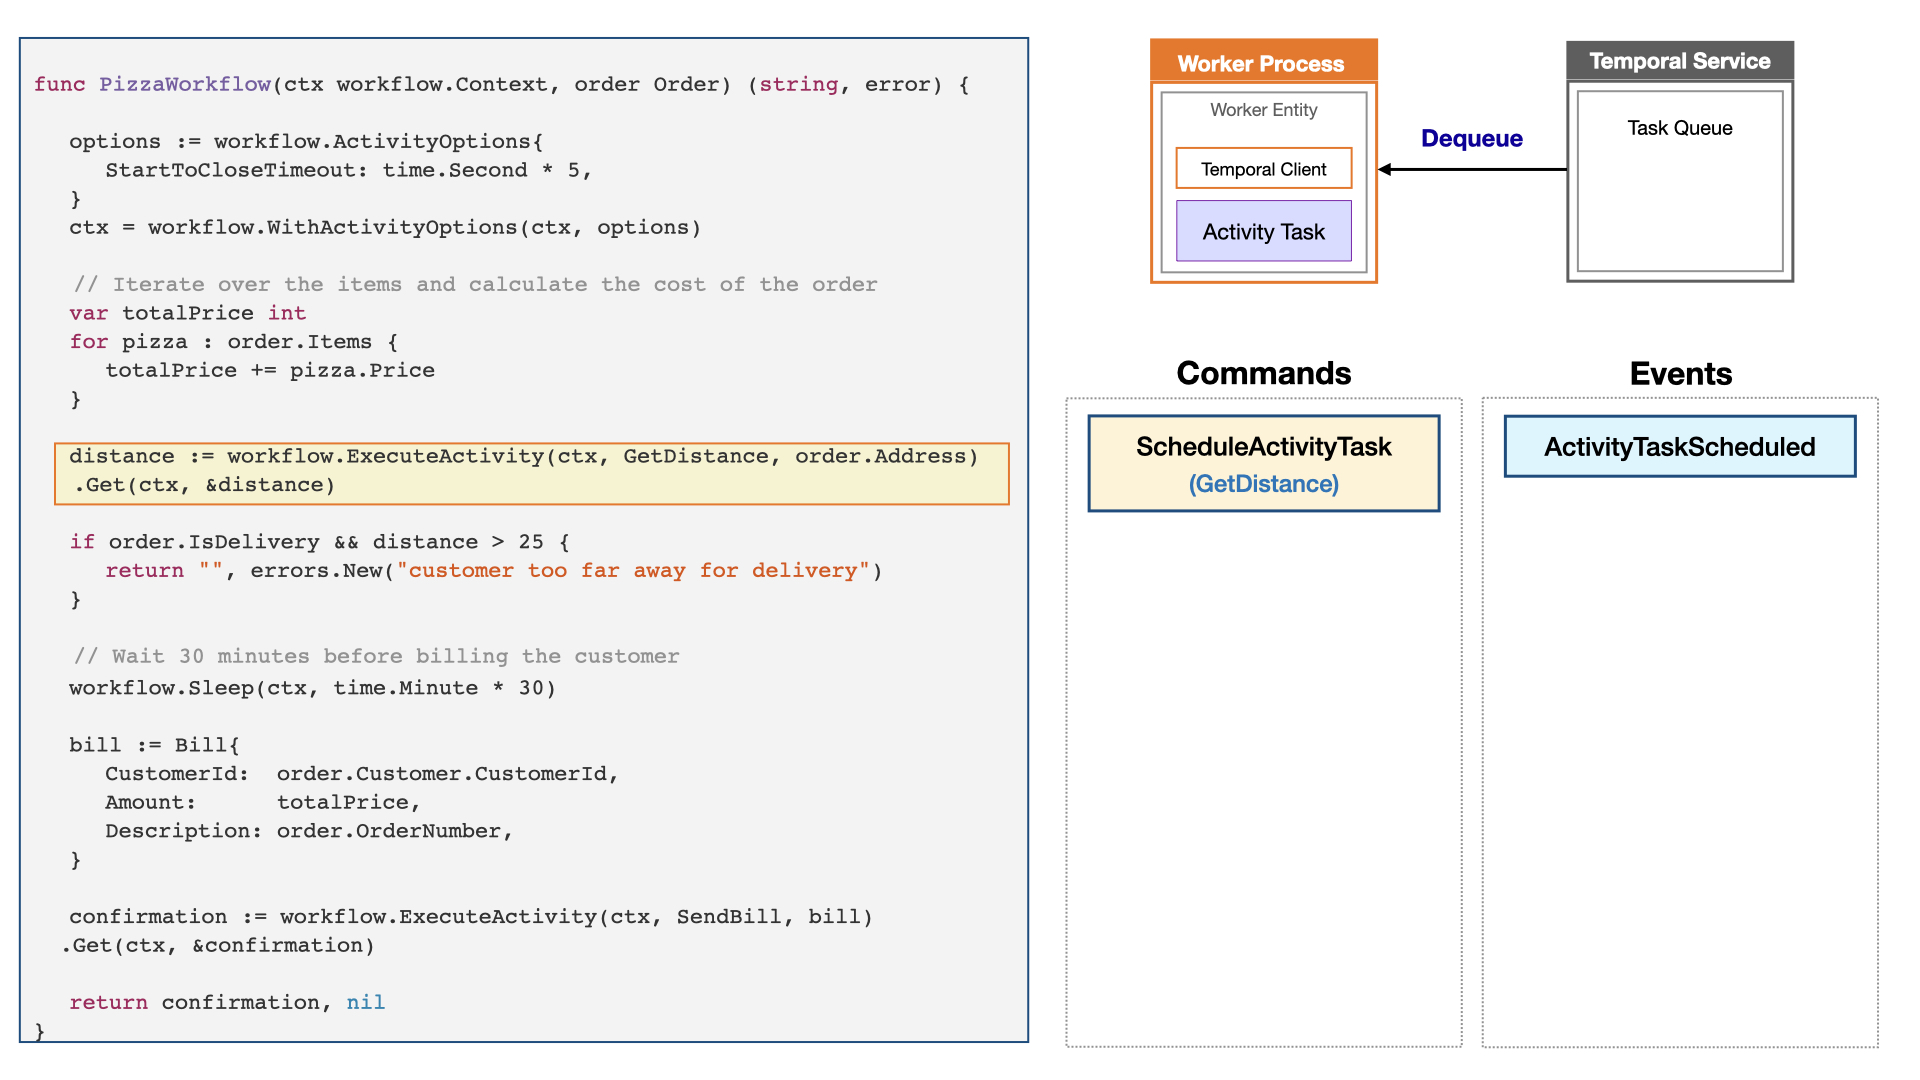 func PizzaWorkflow(ctx workflow.Context, order Order) (string, error) {
options := workflow.ActivityOptions{
StartToCloseTimeout: time.Second * 5,
}
ctx = workflow.WithActivityOptions(ctx, options)
// Iterate over the items and calculate the cost of the order
var totalPrice int
for pizza : order.Items {
totalPrice += pizza.Price
}
distance := workflow.ExecuteActivity(ctx, GetDistance, order.Address)
.Get(ctx, &distance)
if order.IsDelivery && distance > 25 {
return "", errors.New("customer too far away for delivery")
}
// Wait 30 minutes before billing the customer
workflow.Sleep(ctx, time.Minute * 30)
bill := Bill{
CustomerId:  order.Customer.CustomerId,
Amount:      totalPrice,
Description: order.OrderNumber,
}
confirmation := workflow.ExecuteActivity(ctx, SendBill, bill)
.Get(ctx, &confirmation)
return confirmation, nil
}
Worker Process
Worker Entity
Temporal Client
Activity Task
Dequeue
Temporal Service
Task Queue
Commands
ScheduleActivityTask
(GetDistance)
Events
ActivityTaskScheduled